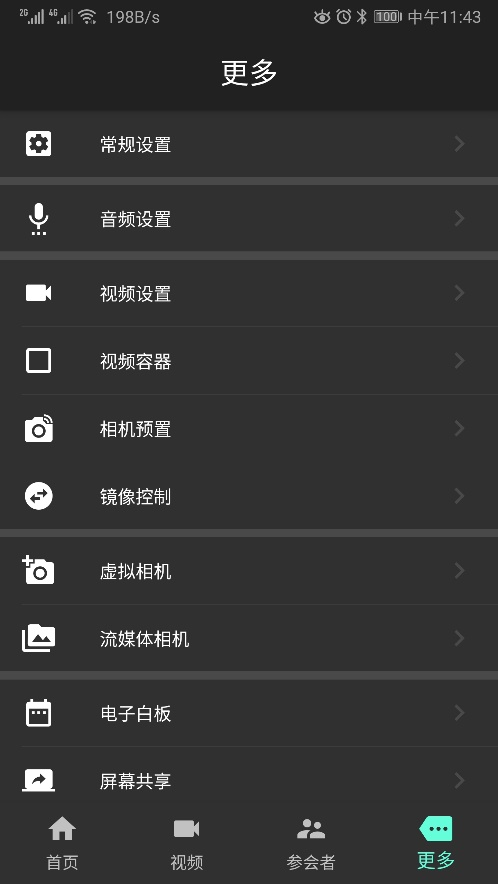 2G 4G 198B/s 100 中午11:43
更多
常规设置
音频设置
视频设置
视频容器
相机预置
镜像控制
虚拟相机
流媒体相机
电子白板
屏幕共享
首页 视频 参会者 更多